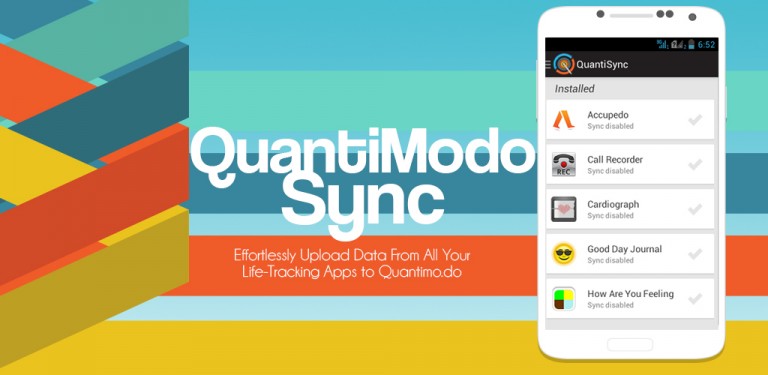 QuantiModo
Sync
Effortlessly Upload Data From All Your
Life-Tracking Apps to Quantimo.do
6:52
QuantiSync
Installed
Accupedo
Sync disabled
Call Recorder
Sync disabled
REC
Cardiograph
Sync disabled
Good Day Journal
Sync disabled
How Are You Feeling
Sync disabled